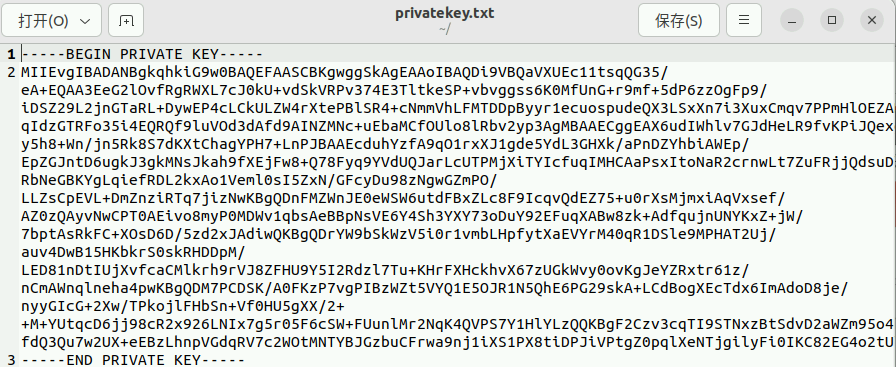 打开(O)
privatekey.txt
~/
保存(S)
1 -----BEGIN PRIVATE KEY-----
2 MIIEvgIBADANBgkqhkiG9w0BAQEFAASCBKgwggSkAgEAAoIBAQDi9VBQaVXUEc11tsqQG35/
eA+EQAA3EeG2lOvfRgRWXL7cJ0kU+vdSkVRPv374E3TltkeSP+vbvggss6K0MfUnG+r9mf+5dP6zzOgFp9/
iDSZ29L2jnGTaRL+DywEP4cLCkULZW4rXtePBlSR4+cNmmVhLFMTDDpByyr1ecuospudeQX3LSxXn7i3XuxCmqv7PPmHlOEZA
qIdzGTRFo35i4EQRQf9luVOd3dAfd9AINZMNc+uEbaMCfOUlo8lRbv2yp3AgMBAAECggEAX6udIWhlv7GJdHeLR9fvKPiJQex
y5h8+Wn/jn5Rk8S7dKXtChagYPH7+LnPJBAAEcduhYzfA9qO1rxXJ1gde5YdL3GHXk/aPnDZYhbiAWEp/
EpZGJntD6ugkJ3gkMNsJkah9fXEjFw8+Q78Fyq9YVdUQJarLcUTPMjXiTYIcfuqIMHCAaPsxItoNaR2crnwLt7ZuFRjjQdsuD
RbNeGBKYgLqiefRDL2kxAo1Veml0sI5ZxN/GFcyDu98zNgwGZmPO/
LLZsCpEVL+DmZnziRTq7jizNwKBgQDnFMZWnJE0eWSW6utdFBxZLc8F9IcqvQdEZ75+u0rXsMjmxiAqVxsef/
AZ0zQAyvNwCPT0AEivo8myP0MDWv1qbsAeBBpNsVE6Y4Sh3YXY73oDuY92EFuqXABw8zk+AdfqujnUNYKxZ+jW/
7bptAsRkFC+XOsD6D/5zd2xJAdiwQKBgQDrYW9bSkWzV5i0r1vmbLHpfytXaEVYrM40qR1DSle9MPHAT2Uj/
auv4DwB15HKbkrS0skRHDDpM/
LED81nDtIUjXvfcaCMlkrh9rVJ8ZFHU9Y5I2Rdzl7Tu+KHrFXHckhvX67zUGkWvy0ovKgJeYZRxtr61z/
nCmAWnqlneha4pwKBgQDM7PCDSK/A0FKzP7vgPIBzWZt5VYQ1E5OJR1N5QhE6PG29skA+LCdBogXEcTdx6ImAdoD8je/
nyyGIcG+2Xw/TPkojlFHbSn+Vf0HU5gXX/2+
+M+YUtqcD6jj98cR2x926LNIx7g5r05F6cSW+FUunlMr2NqK4QVPS7Y1HlYLzQQKBgF2Czv3cqTI9STNxzBtSdvD2aWZm95o4
fdQ3Qu7w2UX+eEBzLhnpVGdqRV7c2WOtMNTYBJGzbuCFrwa9nj1iXS1PX8tiDPJiVPtgZ0pqlXeNTjgilyFi0IKC82EG4o2tU
3 -----END PRIVATE KEY-----